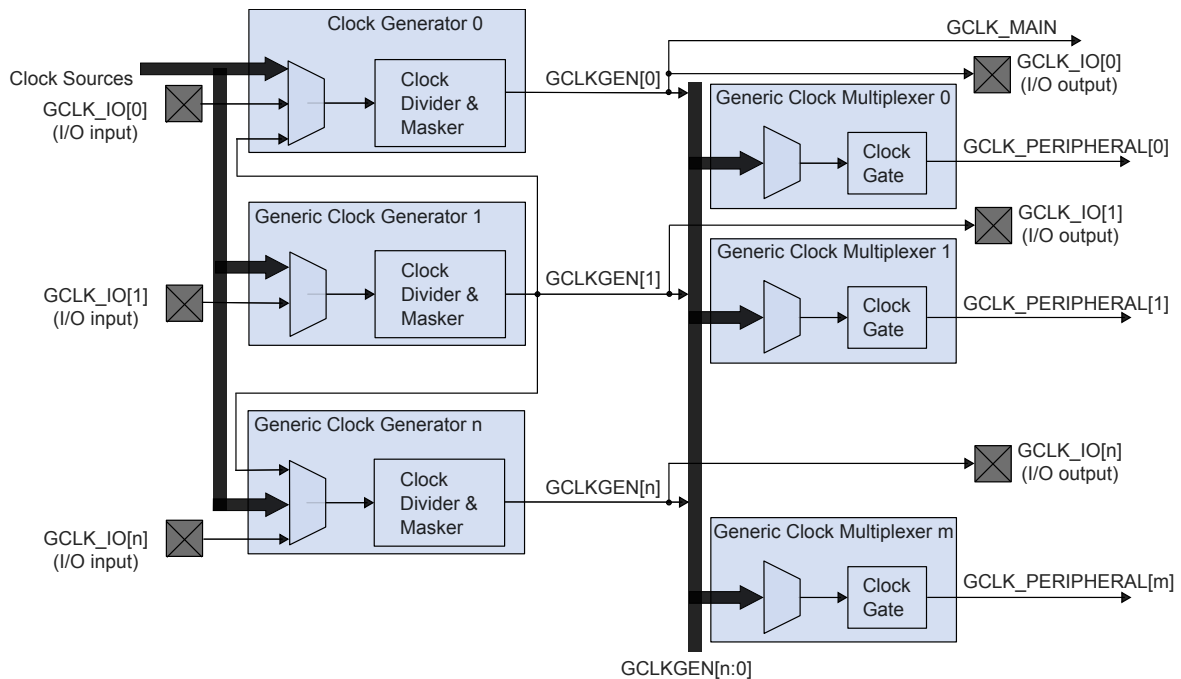 Clock Generator 0
GCLK_MAIN
Clock Sources
GCLK_IO[0]
(I/O input)
Clock
Divider &
Masker
GCLKGEN[0]
GCLK_IO[0]
(I/O output)
Generic Clock Multiplexer 0
Clock
Gate
GCLK_PERIPHERAL[0]
Generic Clock Generator 1
GCLK_IO[1]
(I/O input)
Clock
Divider &
Masker
GCLKGEN[1]
GCLK_IO[1]
(I/O output)
Generic Clock Multiplexer 1
Clock
Gate
GCLK_PERIPHERAL[1]
Generic Clock Generator n
GCLK_IO[n]
(I/O input)
Clock
Divider &
Masker
GCLKGEN[n]
GCLK_IO[n]
(I/O output)
Generic Clock Multiplexer m
Clock
Gate
GCLK_PERIPHERAL[m]
GCLKGEN[n:0]